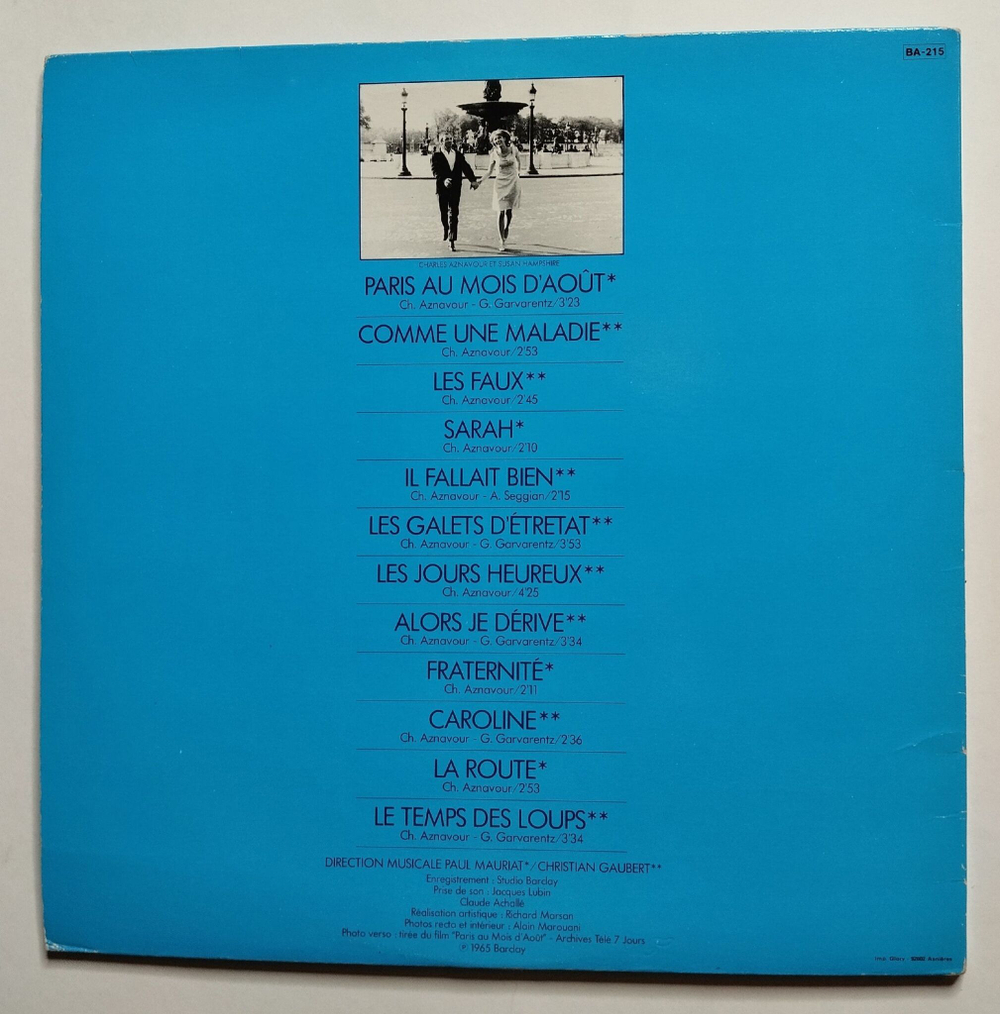 BA-215
CHARLES AZNAVOUR ET SUSAN HAMPSHIRE
PARIS AU MOIS D'AOÛT*
Ch. Aznavour - G. Garvarentz/3'23
COMME UNE MALADIE**
Ch. Aznavour/2'53
LES FAUX**
Ch. Aznavour/2'45
SARAH*
Ch. Aznavour/2'10
IL FALLAIT BIEN**
Ch. Aznavour - A. Seggian/2'15
LES GALETS D'ÉTRETAT**
Ch. Aznavour - G. Garvarentz/3'53
LES JOURS HEUREUX**
Ch. Aznavour/4'25
ALORS JE DÉRIVE**
Ch. Aznavour - G. Garvarentz/3'34
FRATERNITÉ*
Ch. Aznavour/2'11
CAROLINE**
Ch. Aznavour - G. Garvarentz/2'36
LA ROUTE*
Ch. Aznavour/2'53
LE TEMPS DES LOUPS**
Ch. Aznavour - G. Garvarentz/3'34
DIRECTION MUSICALE PAUL MAURIAT*/CHRISTIAN GAUBERT**
Enregistrement : Studio Barclay
Prise de son : Jacques Lubin
Claude Achallé
Réalisation artistique : Richard Marsan
Photos recto et intérieur : Alain Marouani
Photo verso : tirée du film "Paris au Mois d'Août" - Archives Télé 7 Jours
℗ 1965 Barclay
Imp. Glory - Asnières